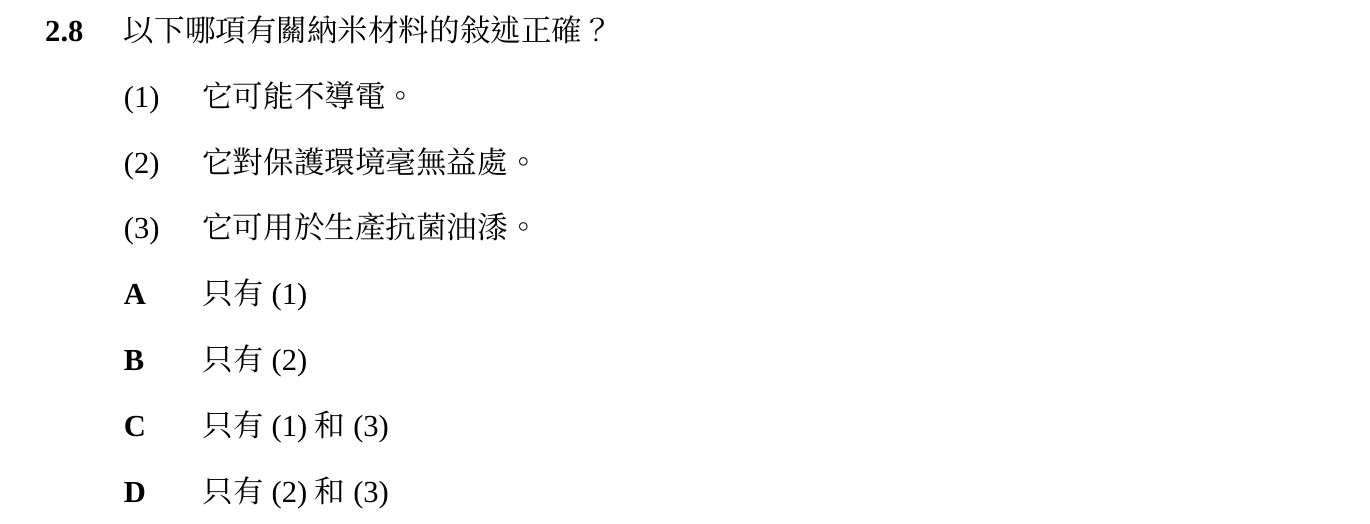 2.8 以下哪項有關納米材料的敍述正確？
(1) 它可能不導電。
(2) 它對保護環境毫無益處。
(3) 它可用於生產抗菌油漆。
A 只有 (1)
B 只有 (2)
C 只有 (1) 和 (3)
D 只有 (2) 和 (3)